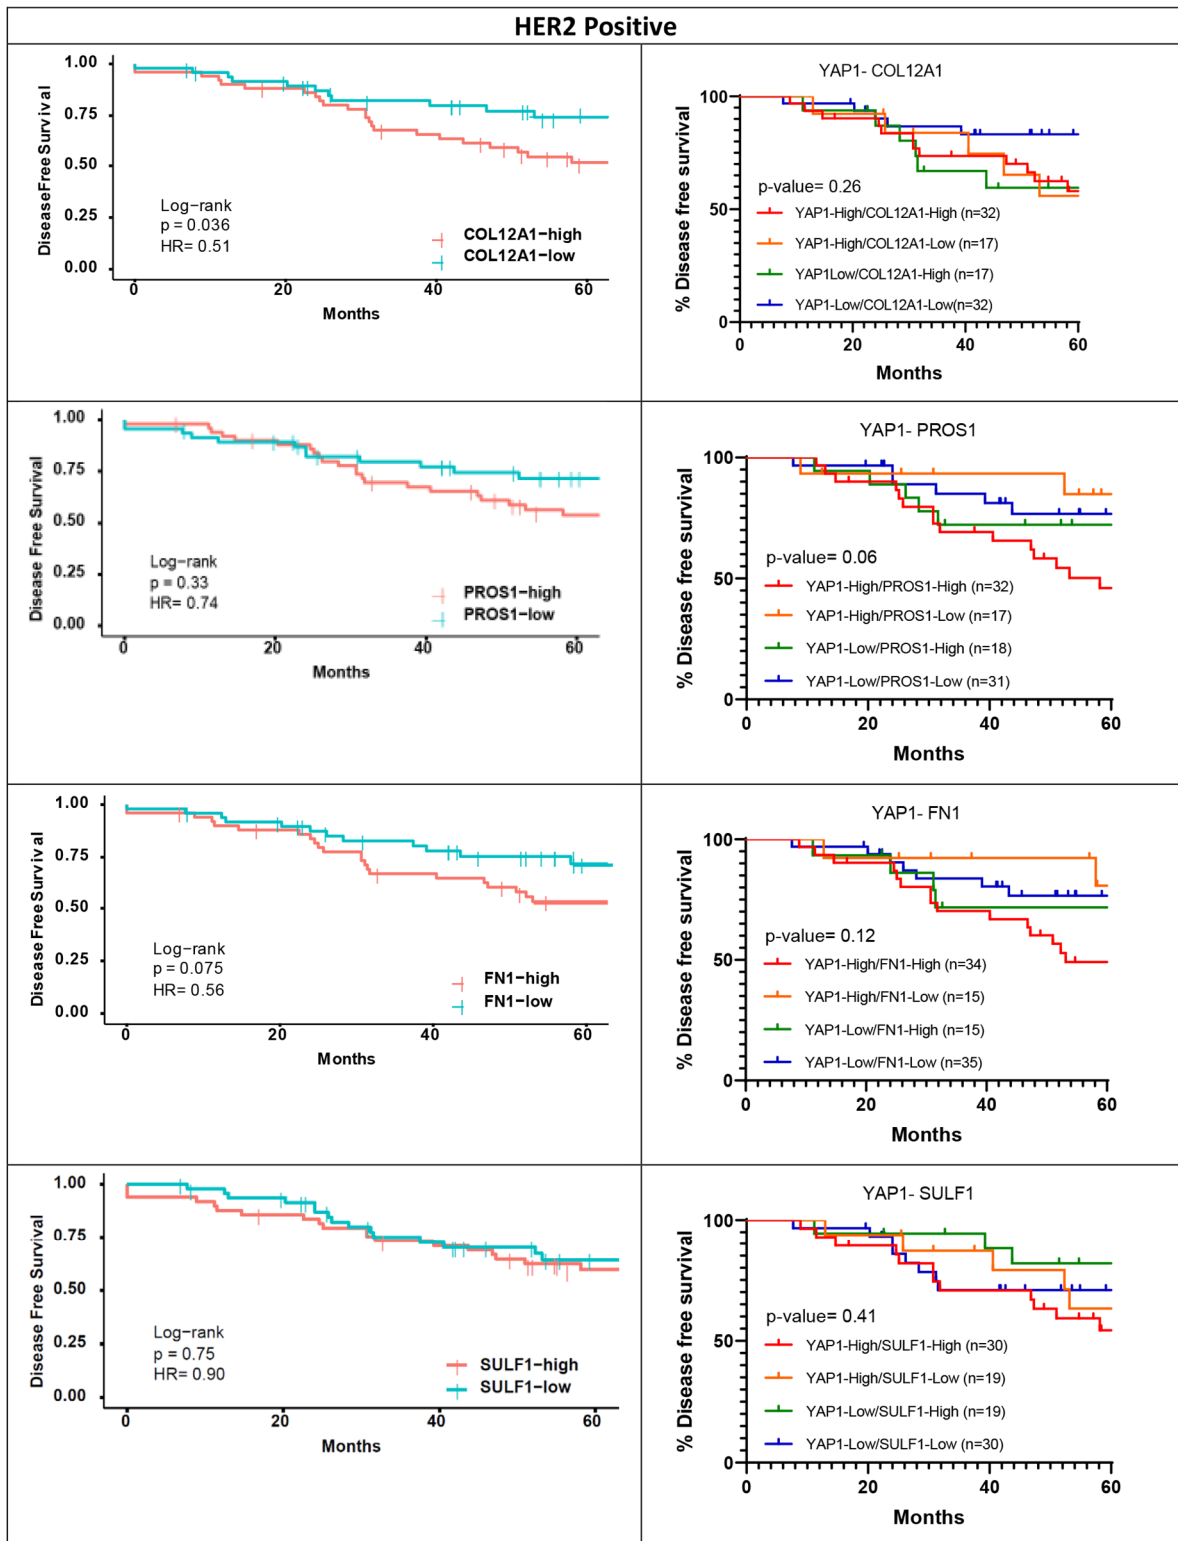 HER2 Positive
Disease Free Survival
1.00
0.75
0.50
0.25
0.00
Log-rank
p = 0.036
HR= 0.51
COL12A1-high
COL12A1-low
0 20 40 60
Months
YAP1- COL12A1
% Disease free survival
100
50
0
p-value= 0.26
YAP1-High/COL12A1-High (n=32)
YAP1-High/COL12A1-Low (n=17)
YAP1Low/COL12A1-High (n=17)
YAP1-Low/COL12A1-Low(n=32)
0 20 40 60
Months
Disease Free Survival
1.00
0.75
0.50
0.25
0.00
Log-rank
p = 0.33
HR= 0.74
PROS1-high
PROS1-low
0 20 40 60
Months
YAP1- PROS1
% Disease free survival
100
50
0
p-value= 0.06
YAP1-High/PROS1-High (n=32)
YAP1-High/PROS1-Low (n=17)
YAP1-Low/PROS1-High (n=18)
YAP1-Low/PROS1-Low (n=31)
0 20 40 60
Months
Disease Free Survival
1.00
0.75
0.50
0.25
0.00
Log-rank
p = 0.075
HR= 0.56
FN1-high
FN1-low
0 20 40 60
Months
YAP1- FN1
% Disease free survival
100
50
0
p-value= 0.12
YAP1-High/FN1-High (n=34)
YAP1-High/FN1-Low (n=15)
YAP1-Low/FN1-High (n=15)
YAP1-Low/FN1-Low (n=35)
0 20 40 60
Months
Disease Free Survival
1.00
0.75
0.50
0.25
0.00
Log-rank
p = 0.75
HR= 0.90
SULF1-high
SULF1-low
0 20 40 60
Months
YAP1- SULF1
% Disease free survival
100
50
0
p-value= 0.41
YAP1-High/SULF1-High (n=30)
YAP1-High/SULF1-Low (n=19)
YAP1-Low/SULF1-High (n=19)
YAP1-Low/SULF1-Low (n=30)
0 20 40 60
Months